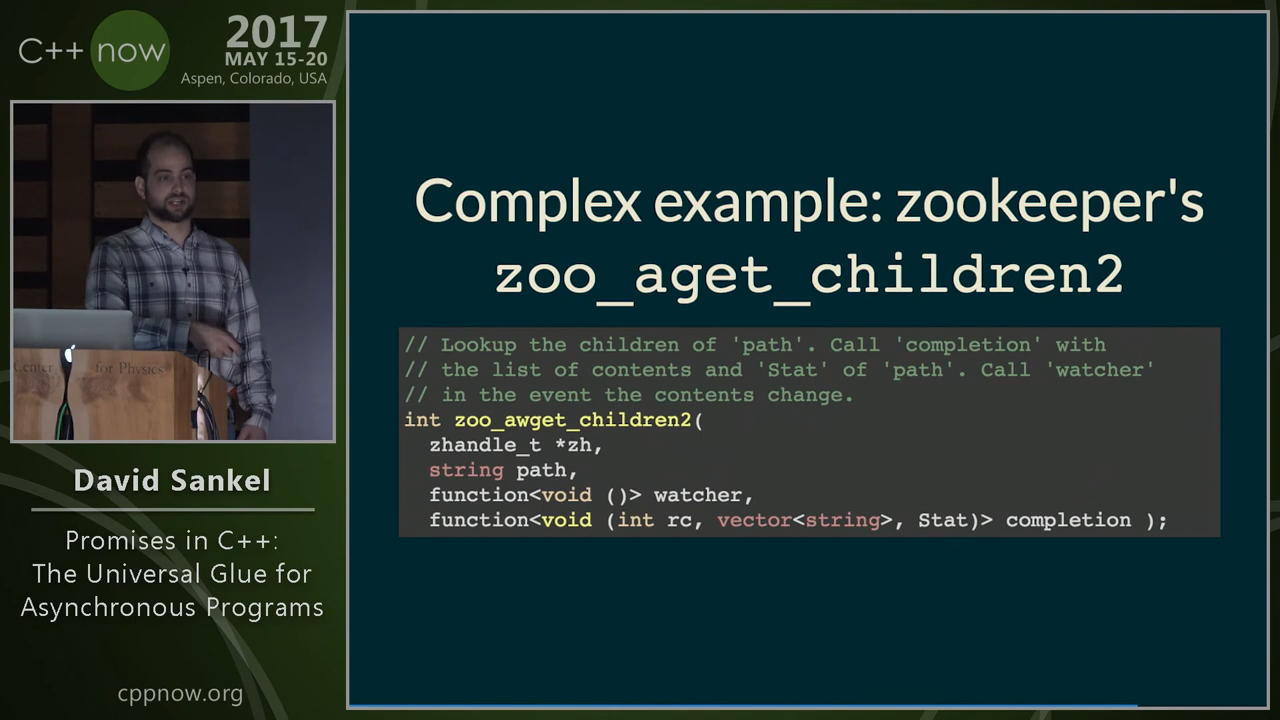 C++ now
2017
MAY 15-20
Aspen, Colorado, USA
Center for Physics
David Sankel
Promises in C++:
The Universal Glue for
Asynchronous Programs
cppnow.org
Complex example: zookeeper's
zoo_aget_children2
// Lookup the children of 'path'. Call 'completion' with
// the list of contents and 'Stat' of 'path'. Call 'watcher'
// in the event the contents change.
int zoo_awget_children2(
  zhandle_t *zh,
  string path,
  function<void ()> watcher,
  function<void (int rc, vector<string>, Stat)> completion );